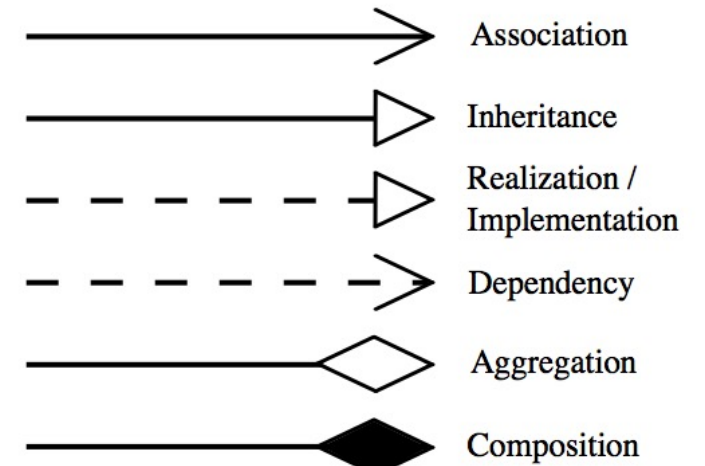 Association
Inheritance
Realization /
Implementation
Dependency
Aggregation
Composition